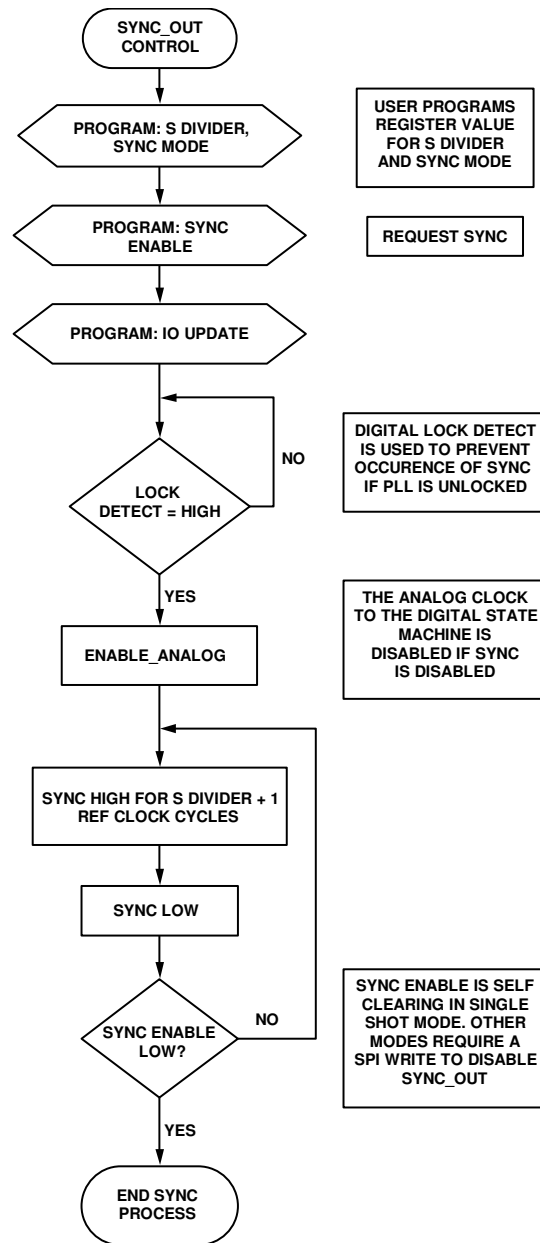 SYNC_OUT
CONTROL
PROGRAM: S DIVIDER,
SYNC MODE
USER PROGRAMS
REGISTER VALUE
FOR S DIVIDER
AND SYNC MODE
PROGRAM: SYNC
ENABLE
REQUEST SYNC
PROGRAM: IO UPDATE
LOCK
DETECT = HIGH
NO
DIGITAL LOCK DETECT
IS USED TO PREVENT
OCCURENCE OF SYNC
IF PLL IS UNLOCKED
YES
ENABLE_ANALOG
THE ANALOG CLOCK
TO THE DIGITAL STATE
MACHINE IS
DISABLED IF SYNC
IS DISABLED
SYNC HIGH FOR S DIVIDER + 1
REF CLOCK CYCLES
SYNC LOW
SYNC ENABLE
LOW?
NO
SYNC ENABLE IS SELF
CLEARING IN SINGLE
SHOT MODE. OTHER
MODES REQUIRE A
SPI WRITE TO DISABLE
SYNC_OUT
YES
END SYNC
PROCESS